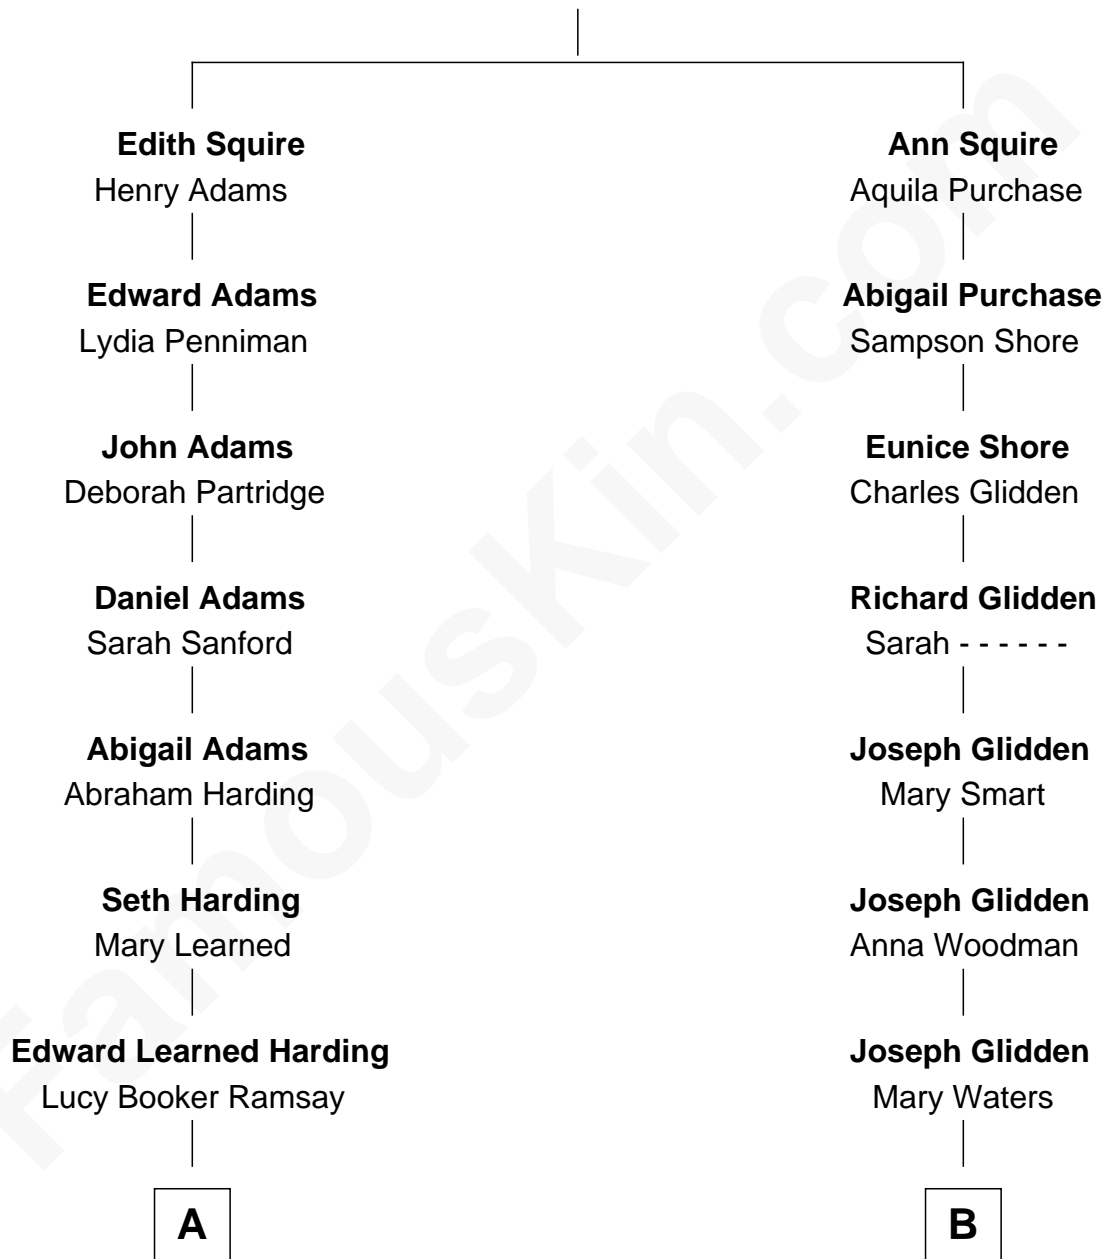 Edith Squire
Henry Adams
Edward Adams
Lydia Penniman
John Adams
Deborah Partridge
Daniel Adams
Sarah Sanford
Abigail Adams
Abraham Harding
Seth Harding
Mary Learned
Edward Learned Harding
Lucy Booker Ramsay
A
Ann Squire
Aquila Purchase
Abigail Purchase
Sampson Shore
Eunice Shore
Charles Glidden
Richard Glidden
Sarah - - - - - -
Joseph Glidden
Mary Smart
Joseph Glidden
Anna Woodman
Joseph Glidden
Mary Waters
B
FamousKin.com